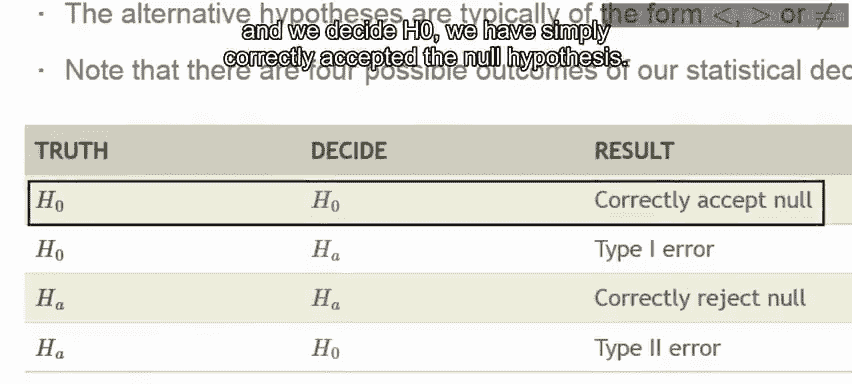 · The alternative hypotheses are typically of the form <, > or ≠
and we decide H0, we have simply
correctly accepted the null hypothesis.
· Note that there are four possible outcomes of our statistical dec
TRUTH DECIDE RESULT
H₀ H₀ Correctly accept null
H₀ Hₐ Type I error
Hₐ Hₐ Correctly reject null
Hₐ H₀ Type II error